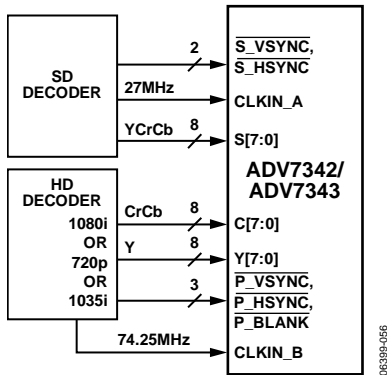 SD
DECODER
2
S_VSYNC,
S_HSYNC
27MHz
CLKIN_A
YCrCb
8
S[7:0]
ADV7342/
ADV7343
HD
DECODER
1080i
OR
720p
OR
1035i
CrCb
8
C[7:0]
Y
8
Y[7:0]
3
P_VSYNC,
P_HSYNC,
P_BLANK
74.25MHz
CLKIN_B
06399-056